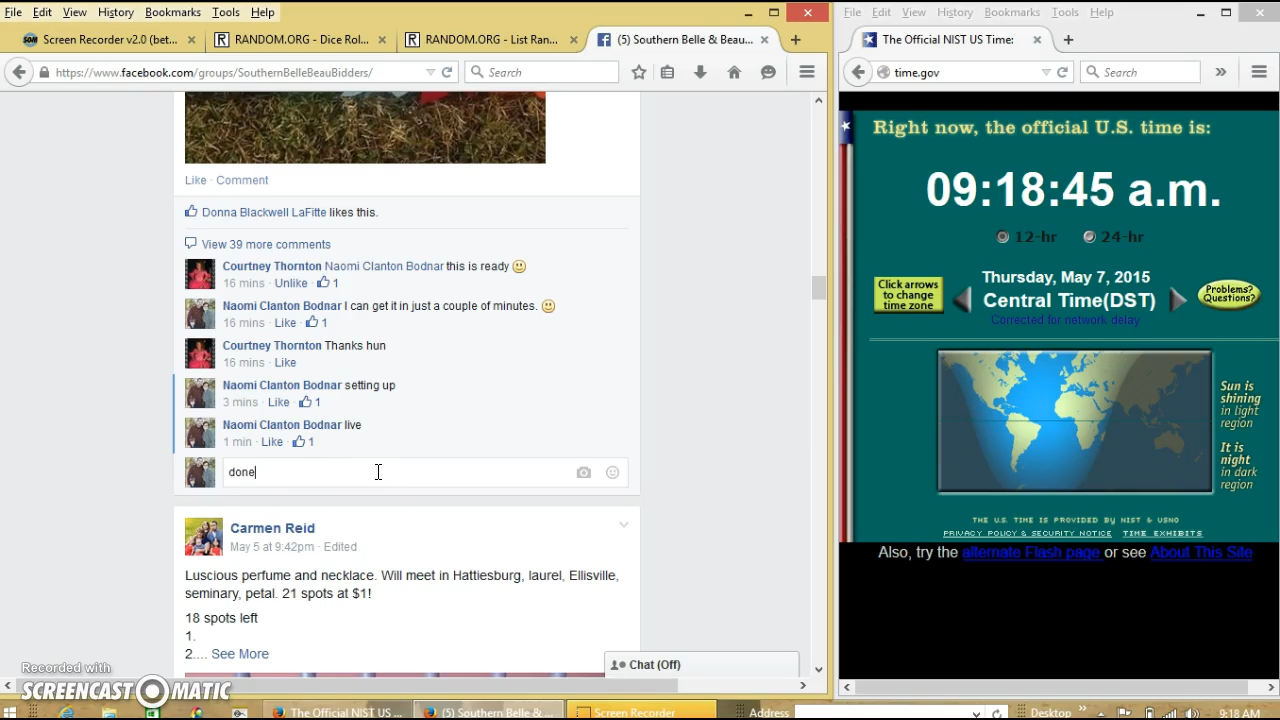 File Edit View History Bookmarks Tools Help
Screen Recorder v2.0 (bet...
RANDOM.ORG - Dice Rol...
RANDOM.ORG - List Ran...
(5) Southern Belle & Beau...
https://www.facebook.com/groups/SouthernBelleBeauBidders/
Search
Like · Comment
Donna Blackwell LaFitte likes this.
View 39 more comments
Courtney Thornton Naomi Clanton Bodnar this is ready
16 mins · Unlike · 1
Naomi Clanton Bodnar I can get it in just a couple of minutes.
16 mins · Like · 1
Courtney Thornton Thanks hun
16 mins · Like
Naomi Clanton Bodnar setting up
3 mins · Like · 1
Naomi Clanton Bodnar live
1 min · Like · 1
done
Carmen Reid
May 5 at 9:42pm · Edited
Luscious perfume and necklace. Will meet in Hattiesburg, laurel, Ellisville,
seminary, petal. 21 spots at $1!
18 spots left
1.
2.... See More
Chat (Off)
Recorded with
SCREENCAST MATIC
File Edit View History Bookmarks Tools Help
The Official NIST US Time:
time.gov
Search
Right now, the official U.S. time is:
09:18:45 a.m.
12-hr 24-hr
Click arrows
to change
time zone
Thursday, May 7, 2015
Central Time(DST)
Corrected for network delay
Problems?
Questions?
Sun is
shining
in light
region
It is
night
in dark
region
THE U.S. TIME IS PROVIDED BY NIST & USNO
PRIVACY POLICY & SECURITY NOTICE TIME EXHIBITS
Also, try the alternate Flash page or see About This Site
The Official NIST US ...
(5) Southern Belle & ...
Screen Recorder
Address
Desktop
9:18 AM